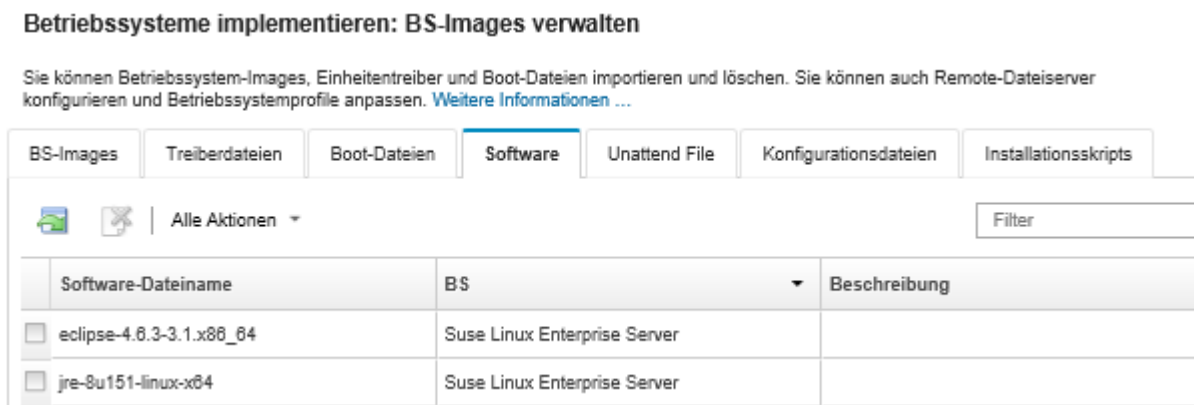 Betriebssysteme implementieren: BS-Images verwalten
Sie können Betriebssystem-Images, Einheitentreiber und Boot-Dateien importieren und löschen. Sie können auch Remote-Dateiserver
konfigurieren und Betriebssystemprofile anpassen. Weitere Informationen ...
BS-Images Treiberdateien Boot-Dateien Software Unattend File Konfigurationsdateien Installationsskripts
Alle Aktionen Filter
Software-Dateiname BS Beschreibung
eclipse-4.6.3-3.1.x86_64 Suse Linux Enterprise Server
jre-8u151-linux-x64 Suse Linux Enterprise Server